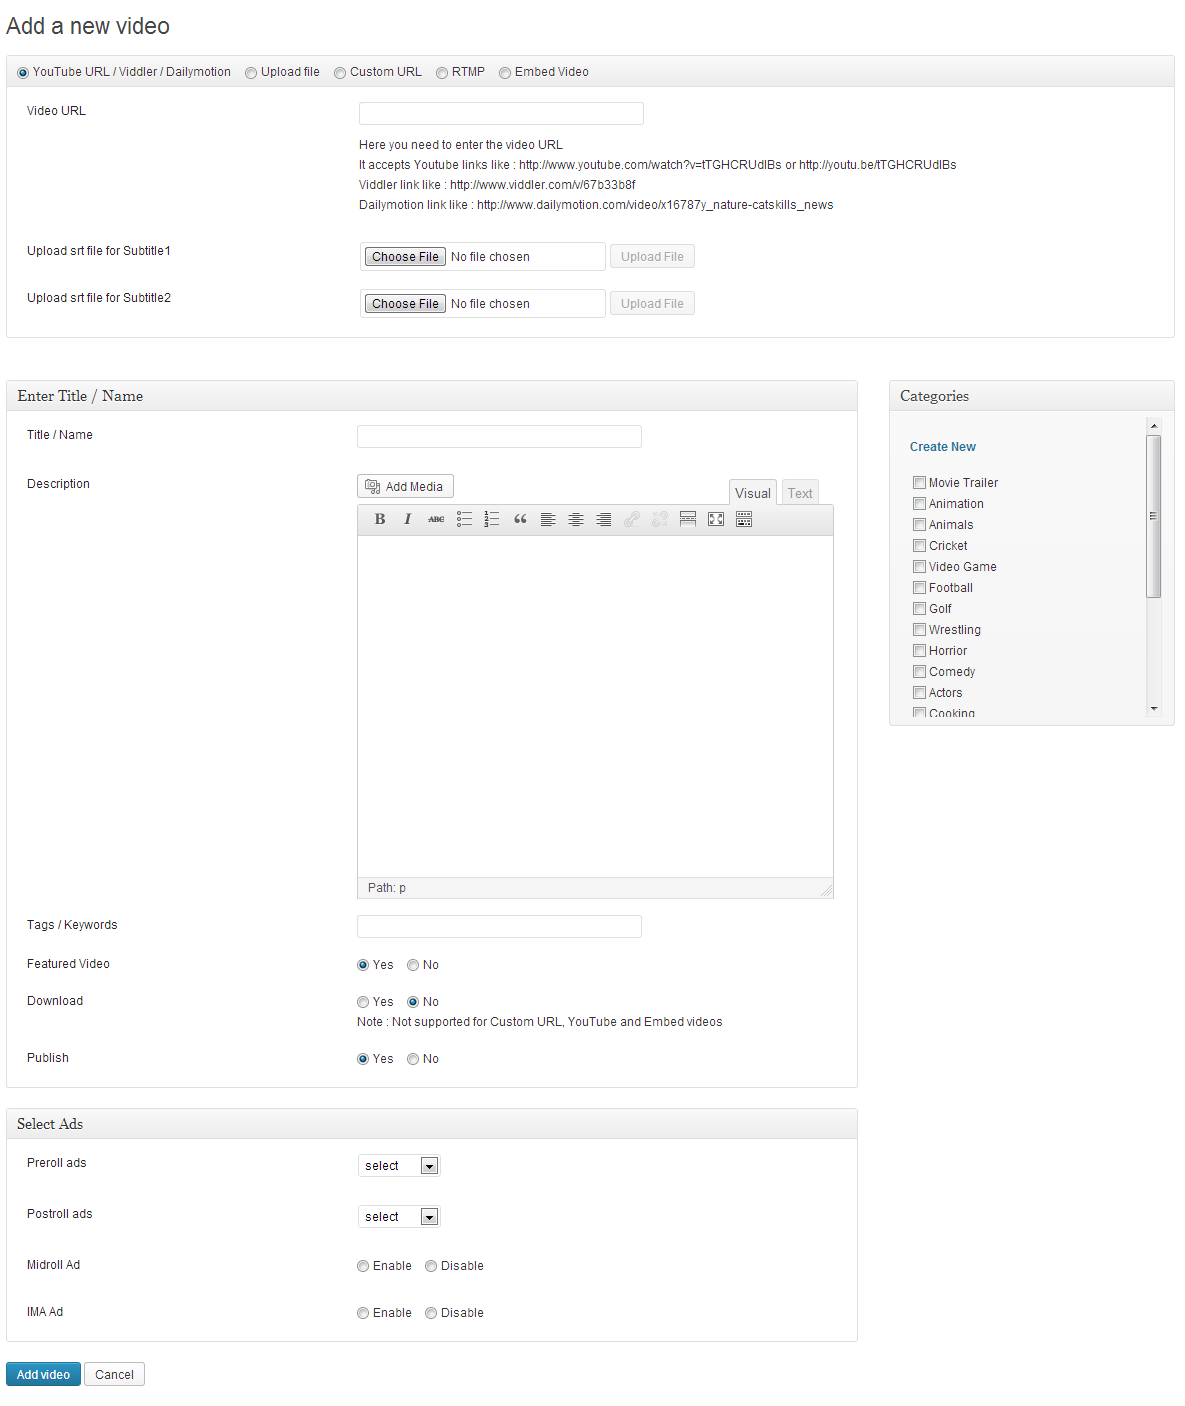 Add a new video
YouTube URL / Viddler / Dailymotion Upload file Custom URL RTMP Embed Video
Video URL
Here you need to enter the video URL
It accepts Youtube links like : http://www.youtube.com/watch?v=tTGHCRUdlBs or http://youtu.be/tTGHCRUdlBs
Viddler link like : http://www.viddler.com/v/67b33b8f
Dailymotion link like : http://www.dailymotion.com/video/x16787y_nature-catskills_news
Upload srt file for Subtitle1 Choose File No file chosen Upload File
Upload srt file for Subtitle2 Choose File No file chosen Upload File
Enter Title / Name
Title / Name
Description Add Media Visual Text
B I ABC
Path: p
Tags / Keywords
Featured Video Yes No
Download Yes No
Note : Not supported for Custom URL, YouTube and Embed videos
Publish Yes No
Categories
Create New
Movie Trailer
Animation
Animals
Cricket
Video Game
Football
Golf
Wrestling
Horrior
Comedy
Actors
Cooking
Select Ads
Preroll ads select
Postroll ads select
Midroll Ad Enable Disable
IMA Ad Enable Disable
Add video Cancel